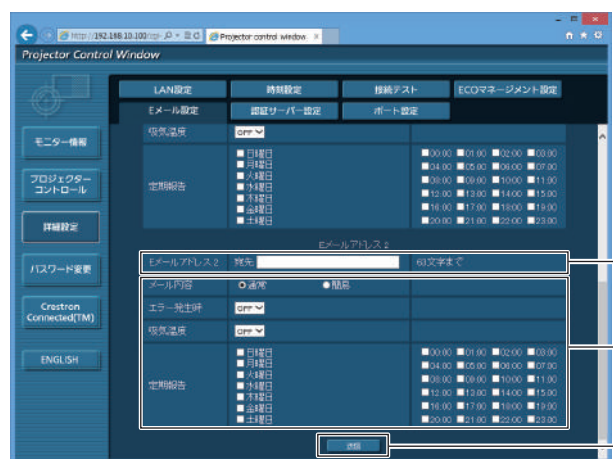 Projector control window
Projector Control Window
LAN設定 時刻設定 接続テスト ECOマネージメント設定
Eメール設定 認証サーバー設定 ポート設定
モニター情報
プロジェクターコントロール
詳細設定
パスワード変更
Crestron Connected(TM)
ENGLISH
吸気温度 OFF
定期報告
日曜日
月曜日
火曜日
水曜日
木曜日
金曜日
土曜日
00:00 01:00 02:00 03:00
04:00 05:00 06:00 07:00
08:00 09:00 10:00 11:00
12:00 13:00 14:00 15:00
16:00 17:00 18:00 19:00
20:00 21:00 22:00 23:00
Eメールアドレス 2
Eメールアドレス 2 宛先 63文字まで
メール内容 通常 簡易
エラー発生時 OFF
吸気温度 OFF
定期報告
日曜日
月曜日
火曜日
水曜日
木曜日
金曜日
土曜日
00:00 01:00 02:00 03:00
04:00 05:00 06:00 07:00
08:00 09:00 10:00 11:00
12:00 13:00 14:00 15:00
16:00 17:00 18:00 19:00
20:00 21:00 22:00 23:00